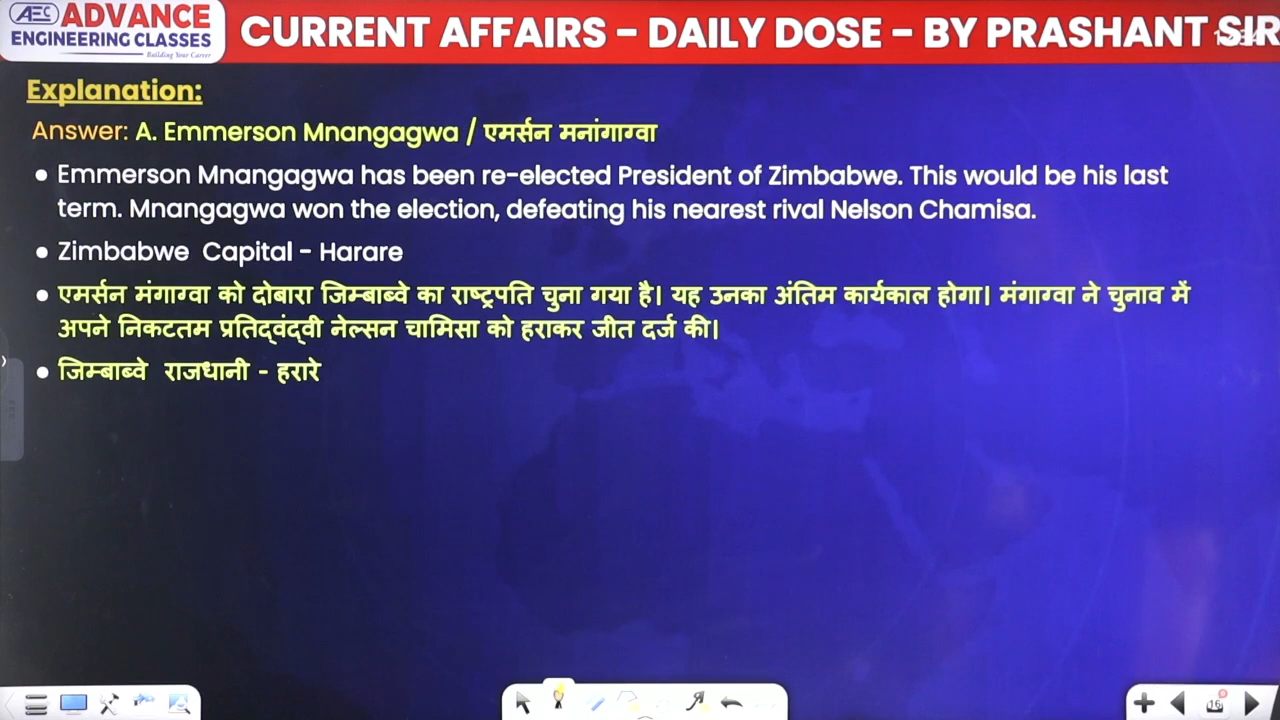 AEC ADVANCE
ENGINEERING CLASSES
Building Your Career
CURRENT AFFAIRS - DAILY DOSE - BY PRASHANT SIR
Explanation:
Answer: A. Emmerson Mnangagwa / एमर्सन मनांगाग्वा
• Emmerson Mnangagwa has been re-elected President of Zimbabwe. This would be his last
term. Mnangagwa won the election, defeating his nearest rival Nelson Chamisa.
• Zimbabwe Capital - Harare
• एमर्सन मंगाग्वा को दोबारा जिम्बाब्वे का राष्ट्रपति चुना गया है। यह उनका अंतिम कार्यकाल होगा। मंगाग्वा ने चुनाव में
अपने निकटतम प्रतिद्वंद्वी नेल्सन चामिसा को हराकर जीत दर्ज की।
• जिम्बाब्वे राजधानी - हरारे
16